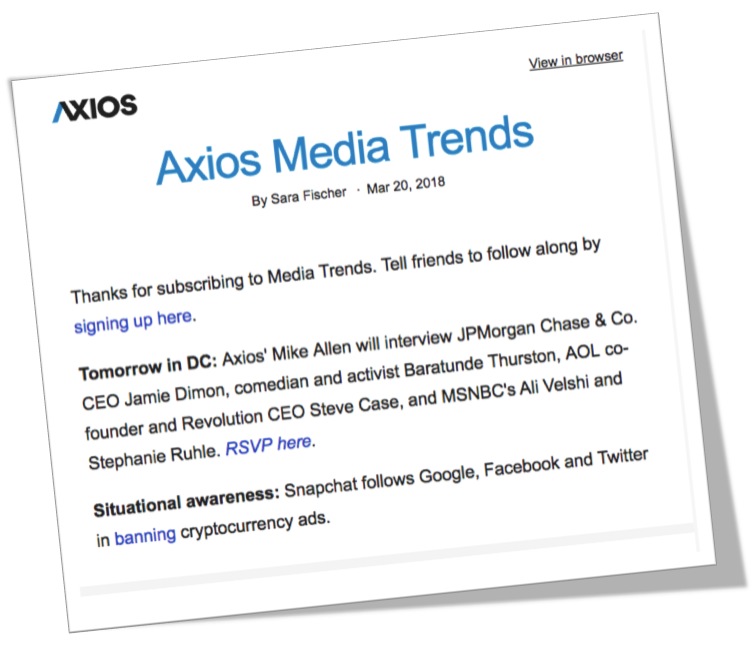 View in browser
AXIOS
Axios Media Trends
By Sara Fischer · Mar 20, 2018
Thanks for subscribing to Media Trends. Tell friends to follow along by
signing up here.
Tomorrow in DC: Axios' Mike Allen will interview JPMorgan Chase & Co.
CEO Jamie Dimon, comedian and activist Baratunde Thurston, AOL co-
founder and Revolution CEO Steve Case, and MSNBC's Ali Velshi and
Stephanie Ruhle. RSVP here.
Situational awareness: Snapchat follows Google, Facebook and Twitter
in banning cryptocurrency ads.